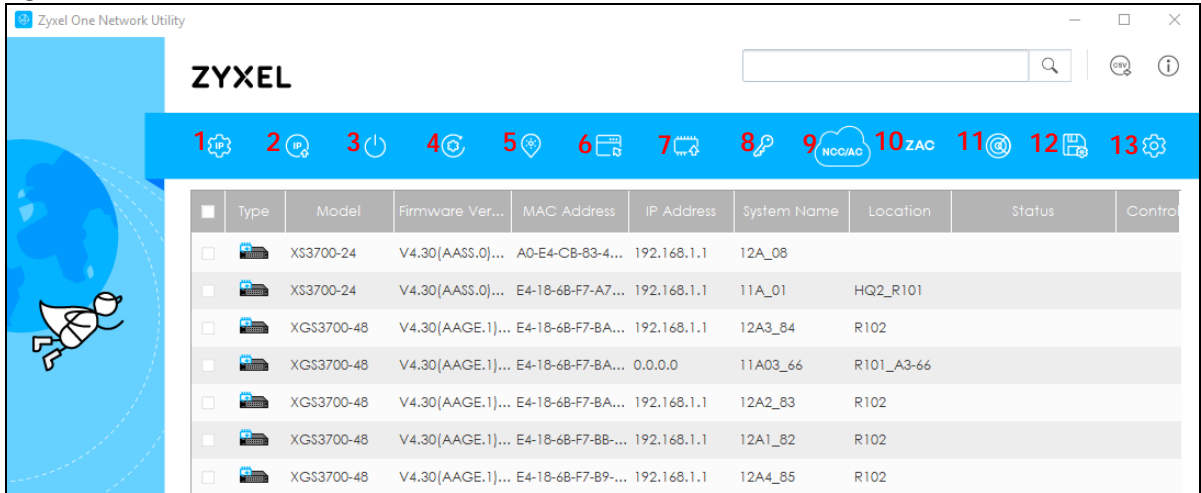 Zyxel One Network Utility
ZYXEL
CSV
1 IP 2 IP 3 4 5 6 7 8 9 NCC/AC 10 ZAC 11 12 13
Type Model Firmware Ver... MAC Address IP Address System Name Location Status Control
XS3700-24 V4.30(AASS.0)... A0-E4-CB-83-4... 192.168.1.1 12A_08
XS3700-24 V4.30(AASS.0)... E4-18-6B-F7-A7... 192.168.1.1 11A_01 HQ2_R101
XGS3700-48 V4.30(AAGE.1)... E4-18-6B-F7-BA... 192.168.1.1 12A3_84 R102
XGS3700-48 V4.30(AAGE.1)... E4-18-6B-F7-BA... 0.0.0.0 11A03_66 R101_A3-66
XGS3700-48 V4.30(AAGE.1)... E4-18-6B-F7-BA... 192.168.1.1 12A2_83 R102
XGS3700-48 V4.30(AAGE.1)... E4-18-6B-F7-BB-... 192.168.1.1 12A1_82 R102
XGS3700-48 V4.30(AAGE.1)... E4-18-6B-F7-B9-... 192.168.1.1 12A4_85 R102